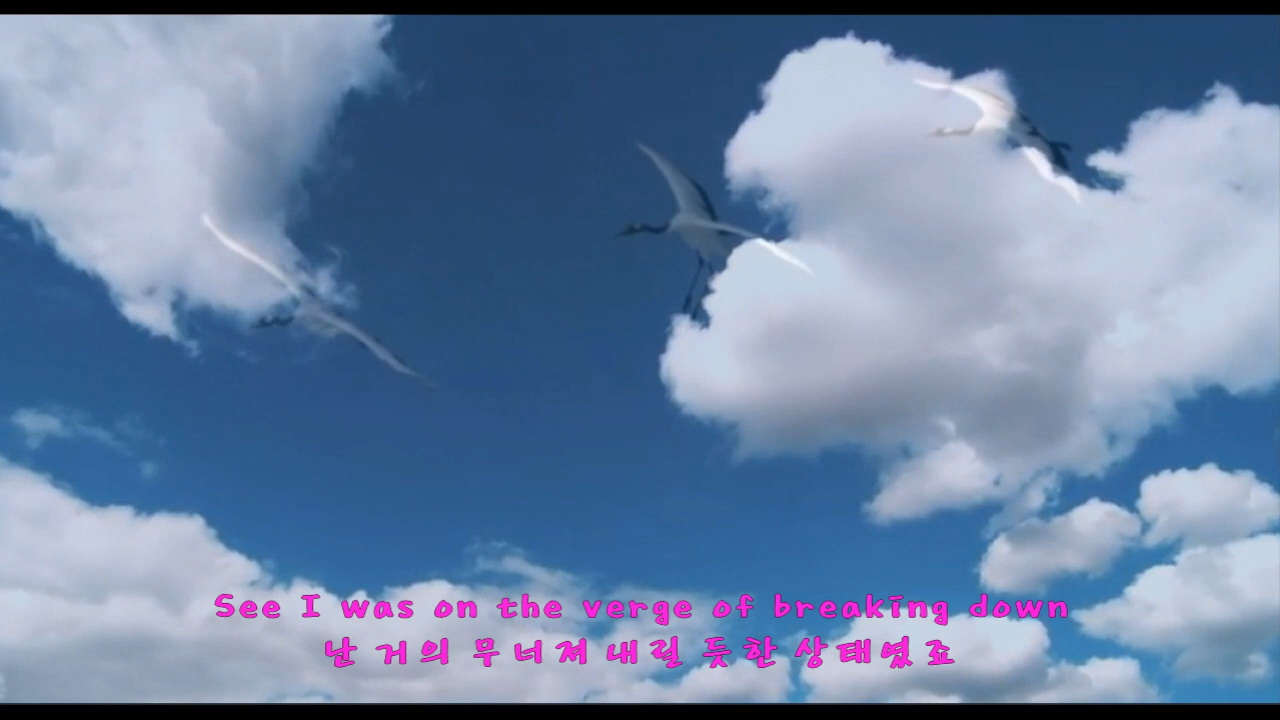 See I was on the verge of breaking down
난 거의 무너져 내릴 듯한 상태였죠